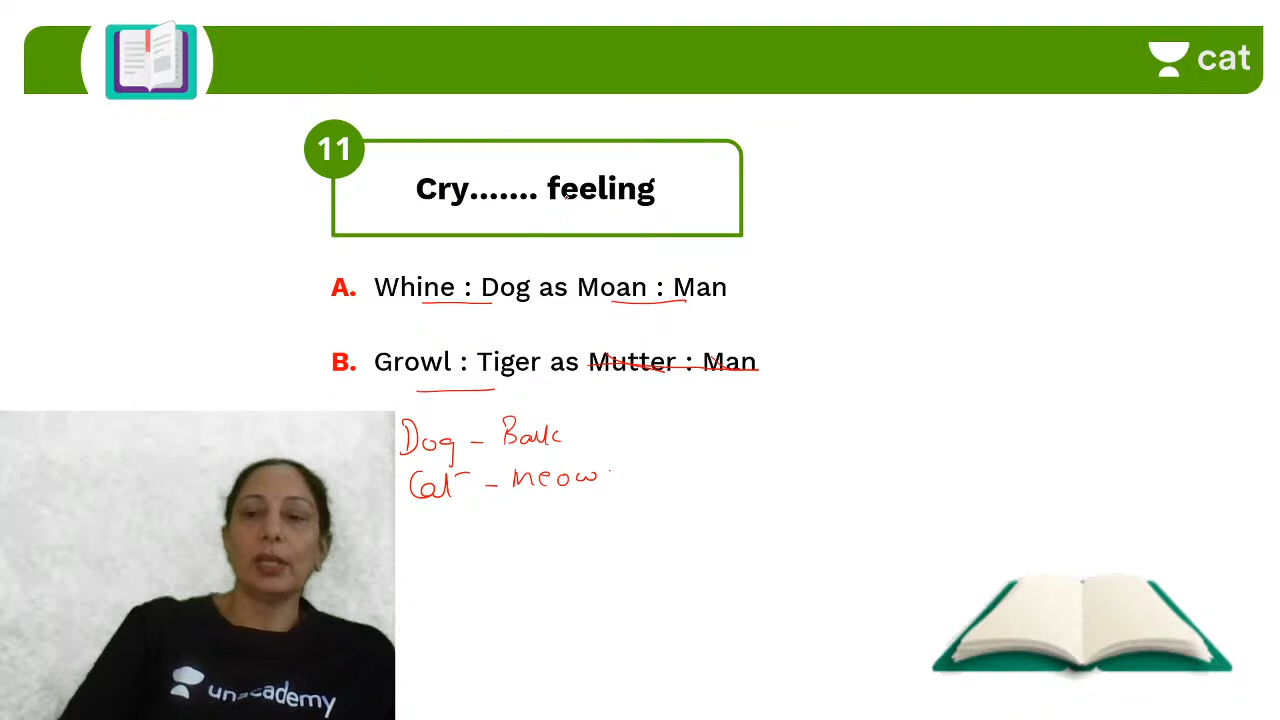 cat
11
Cry....... feeling
A. Whine : Dog as Moan : Man
B. Growl : Tiger as Mutter : Man
Dog - Bark
Cat - Meow
unacademy